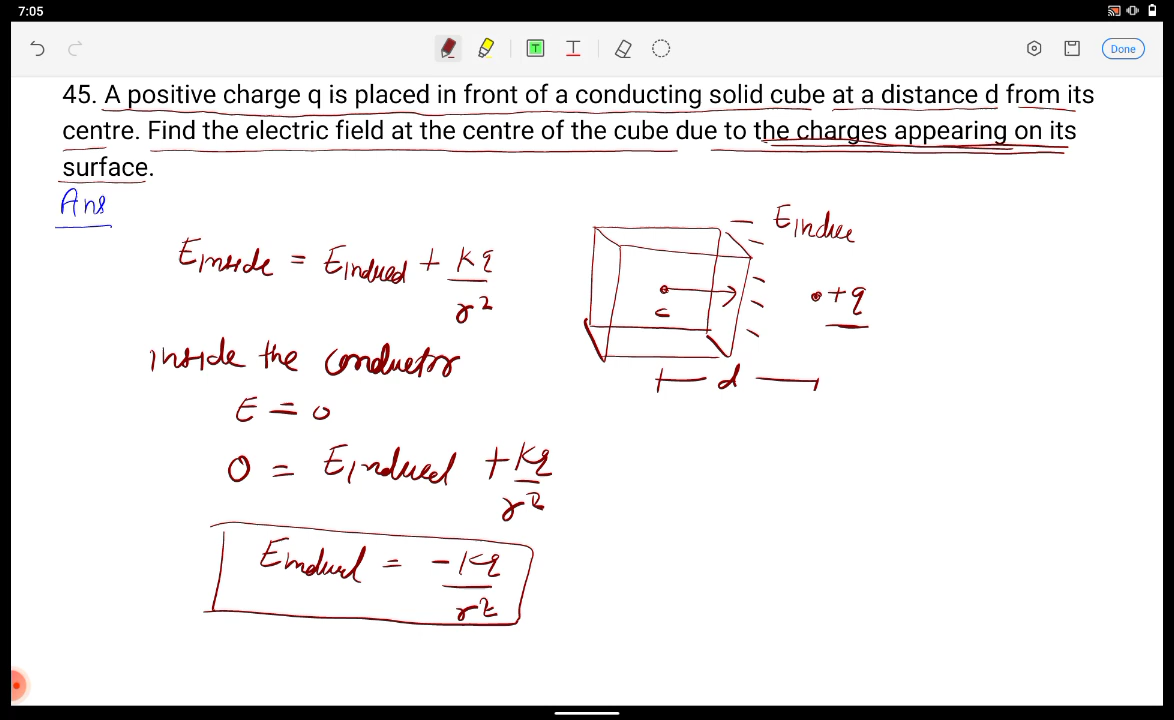 7:05
Done
45. A positive charge q is placed in front of a conducting solid cube at a distance d from its
centre. Find the electric field at the centre of the cube due to the charges appearing on its
surface.
Ans
Einside = Einduced + Kq
r²
Inside the conductor
E = 0
0 = Einduced + Kq
r²
Einduced = -Kq
r²
Einduce
c
+q
d